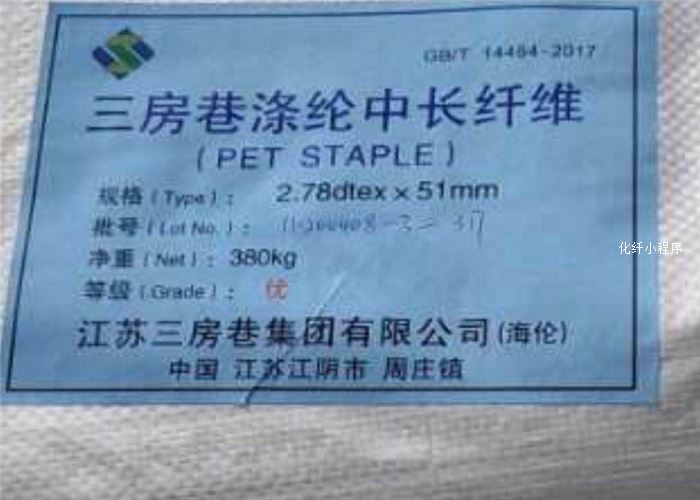 GB/T 14464-2017
三房巷涤纶中长纤维
(PET STAPLE)
规格(Type): 2.78dtex×51mm
批号(Lot No.):
净重(Net): 380kg
等级(Grade): 优
江苏三房巷集团有限公司(海伦)
中国 江苏江阴市 周庄镇
化纤小程序